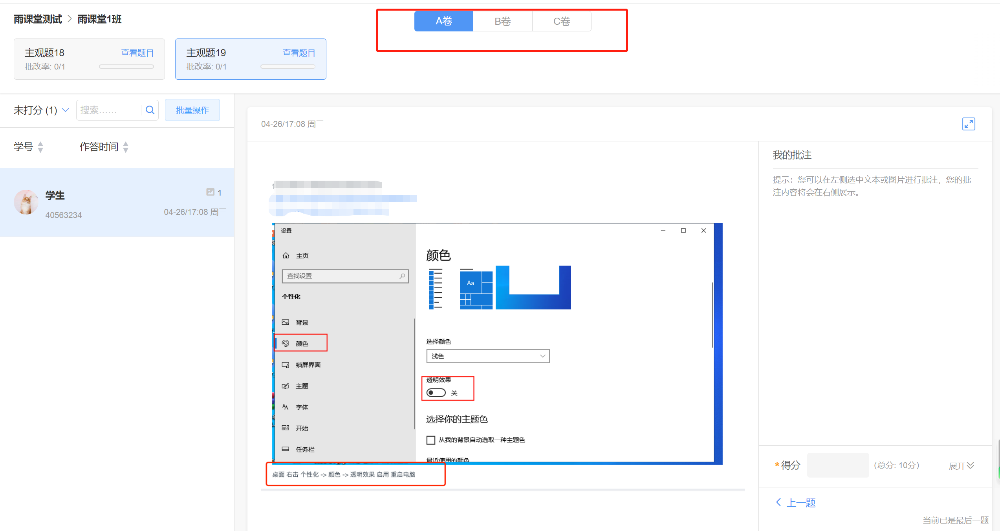 雨课堂测试 > 雨课堂1班
A卷 B卷 C卷
主观题18 查看题目
批改率: 0/1
主观题19 查看题目
批改率: 0/1
未打分 (1) 搜索…… 批量操作
学号 作答时间
学生 1
40563234 04-26/17:08 周三
04-26/17:08 周三
设置
主页
查找设置
个性化
背景
颜色
锁屏界面
主题
字体
开始
任务栏
颜色
Aa
选择颜色
浅色
透明效果
关
选择你的主题色
从我的背景自动选取一种主题色
最近使用的颜色
桌面 右击 个性化 -> 颜色 -> 透明效果 启用 重启电脑
我的批注
提示：您可以在左侧选中文本或图片进行批注，您的批
注内容将会在右侧展示。
*得分 (总分: 10分) 展开
上一题
当前已是最后一题